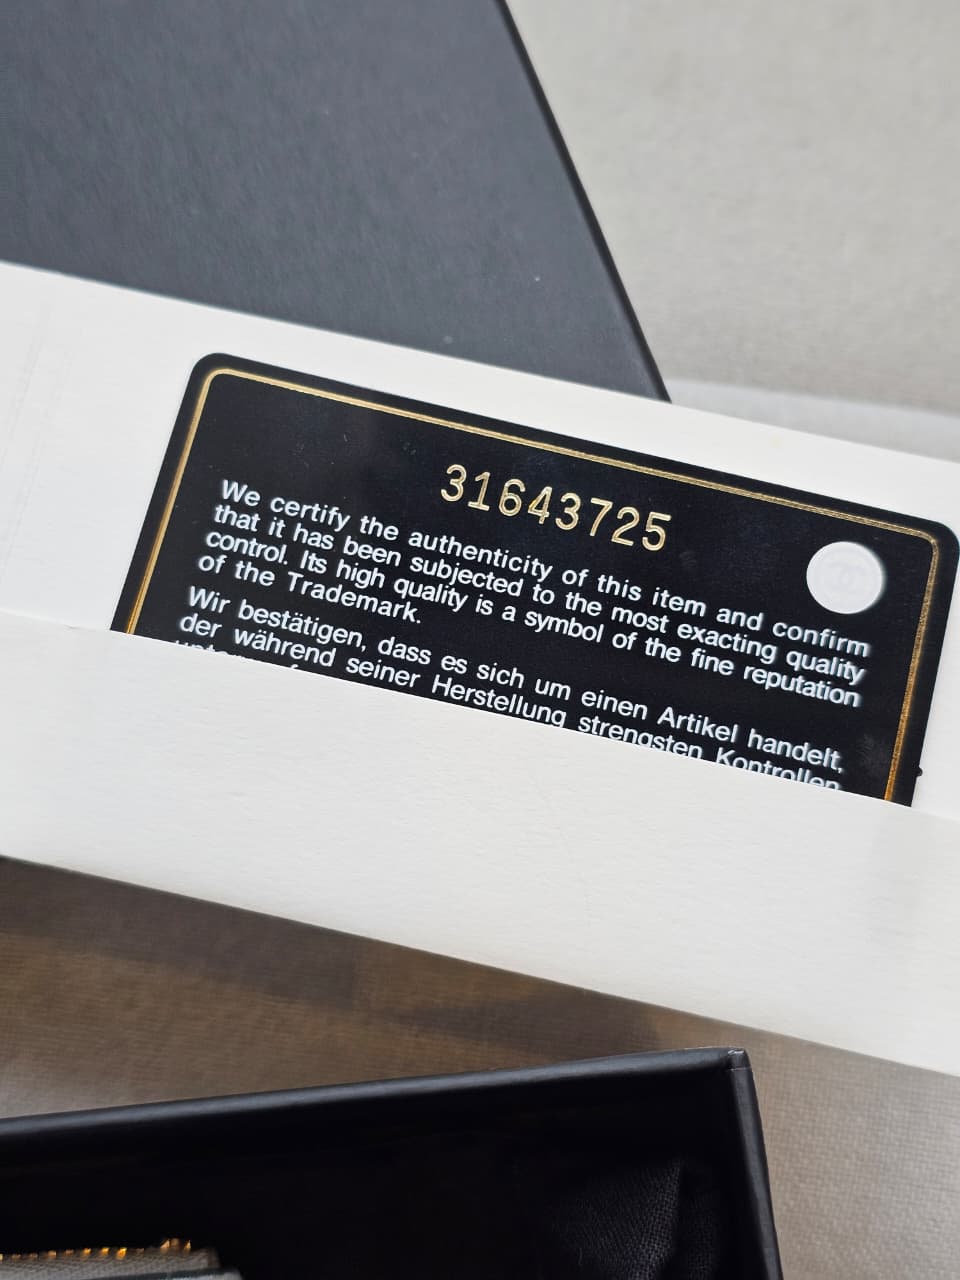 31643725
We certify the authenticity of this item and confirm
that it has been subjected to the most exacting quality
control. Its high quality is a symbol of the fine reputation
of the Trademark.
Wir bestätigen, dass es sich um einen Artikel handelt,
der während seiner Herstellung strengsten Kontrollen